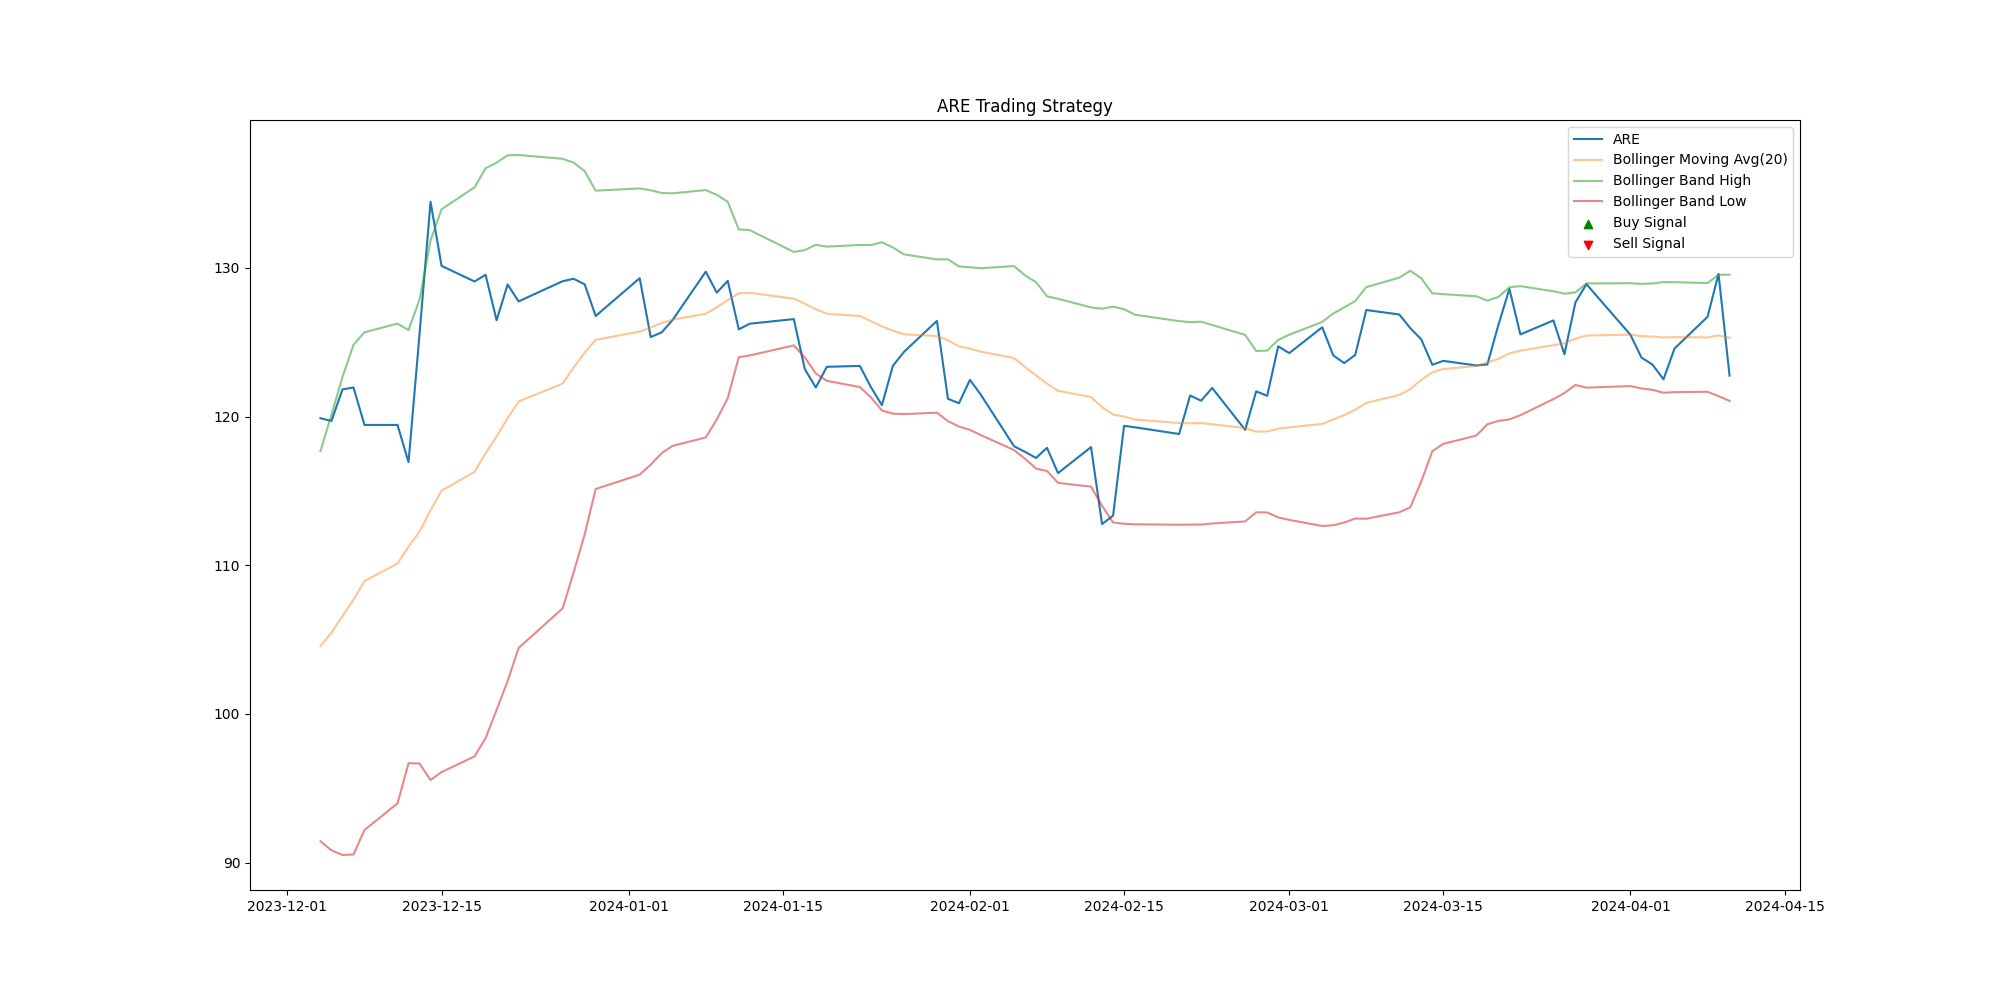 ARE Trading Strategy
ARE
Bollinger Moving Avg(20)
Bollinger Band High
Bollinger Band Low
Buy Signal
Sell Signal
130
120
110
100
90
2023-12-01 2023-12-15 2024-01-01 2024-01-15 2024-02-01 2024-02-15 2024-03-01 2024-03-15 2024-04-01 2024-04-15